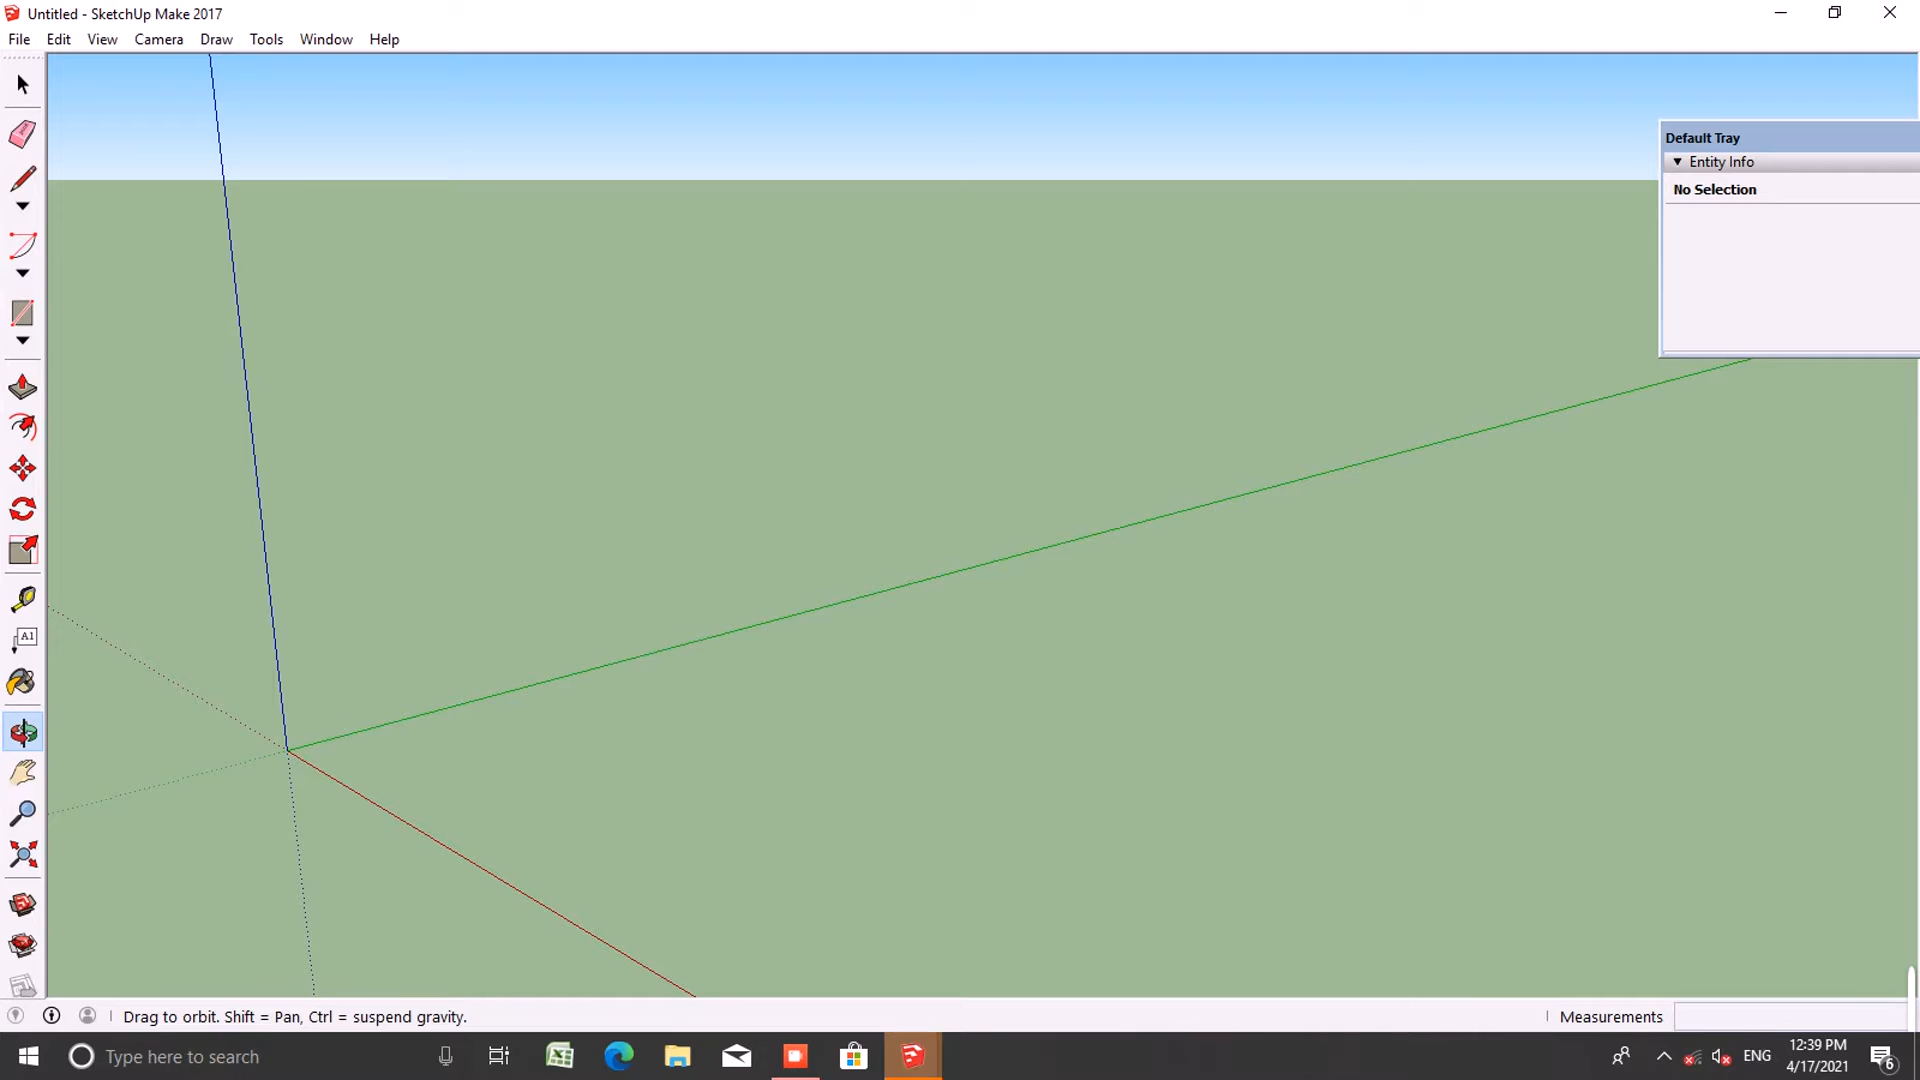 Untitled - SketchUp Make 2017
File Edit View Camera Draw Tools Window Help
Default Tray
Entity Info
No Selection
A1
Drag to orbit. Shift = Pan, Ctrl = suspend gravity.
Measurements
Type here to search
ENG
12:39 PM
4/17/2021
6